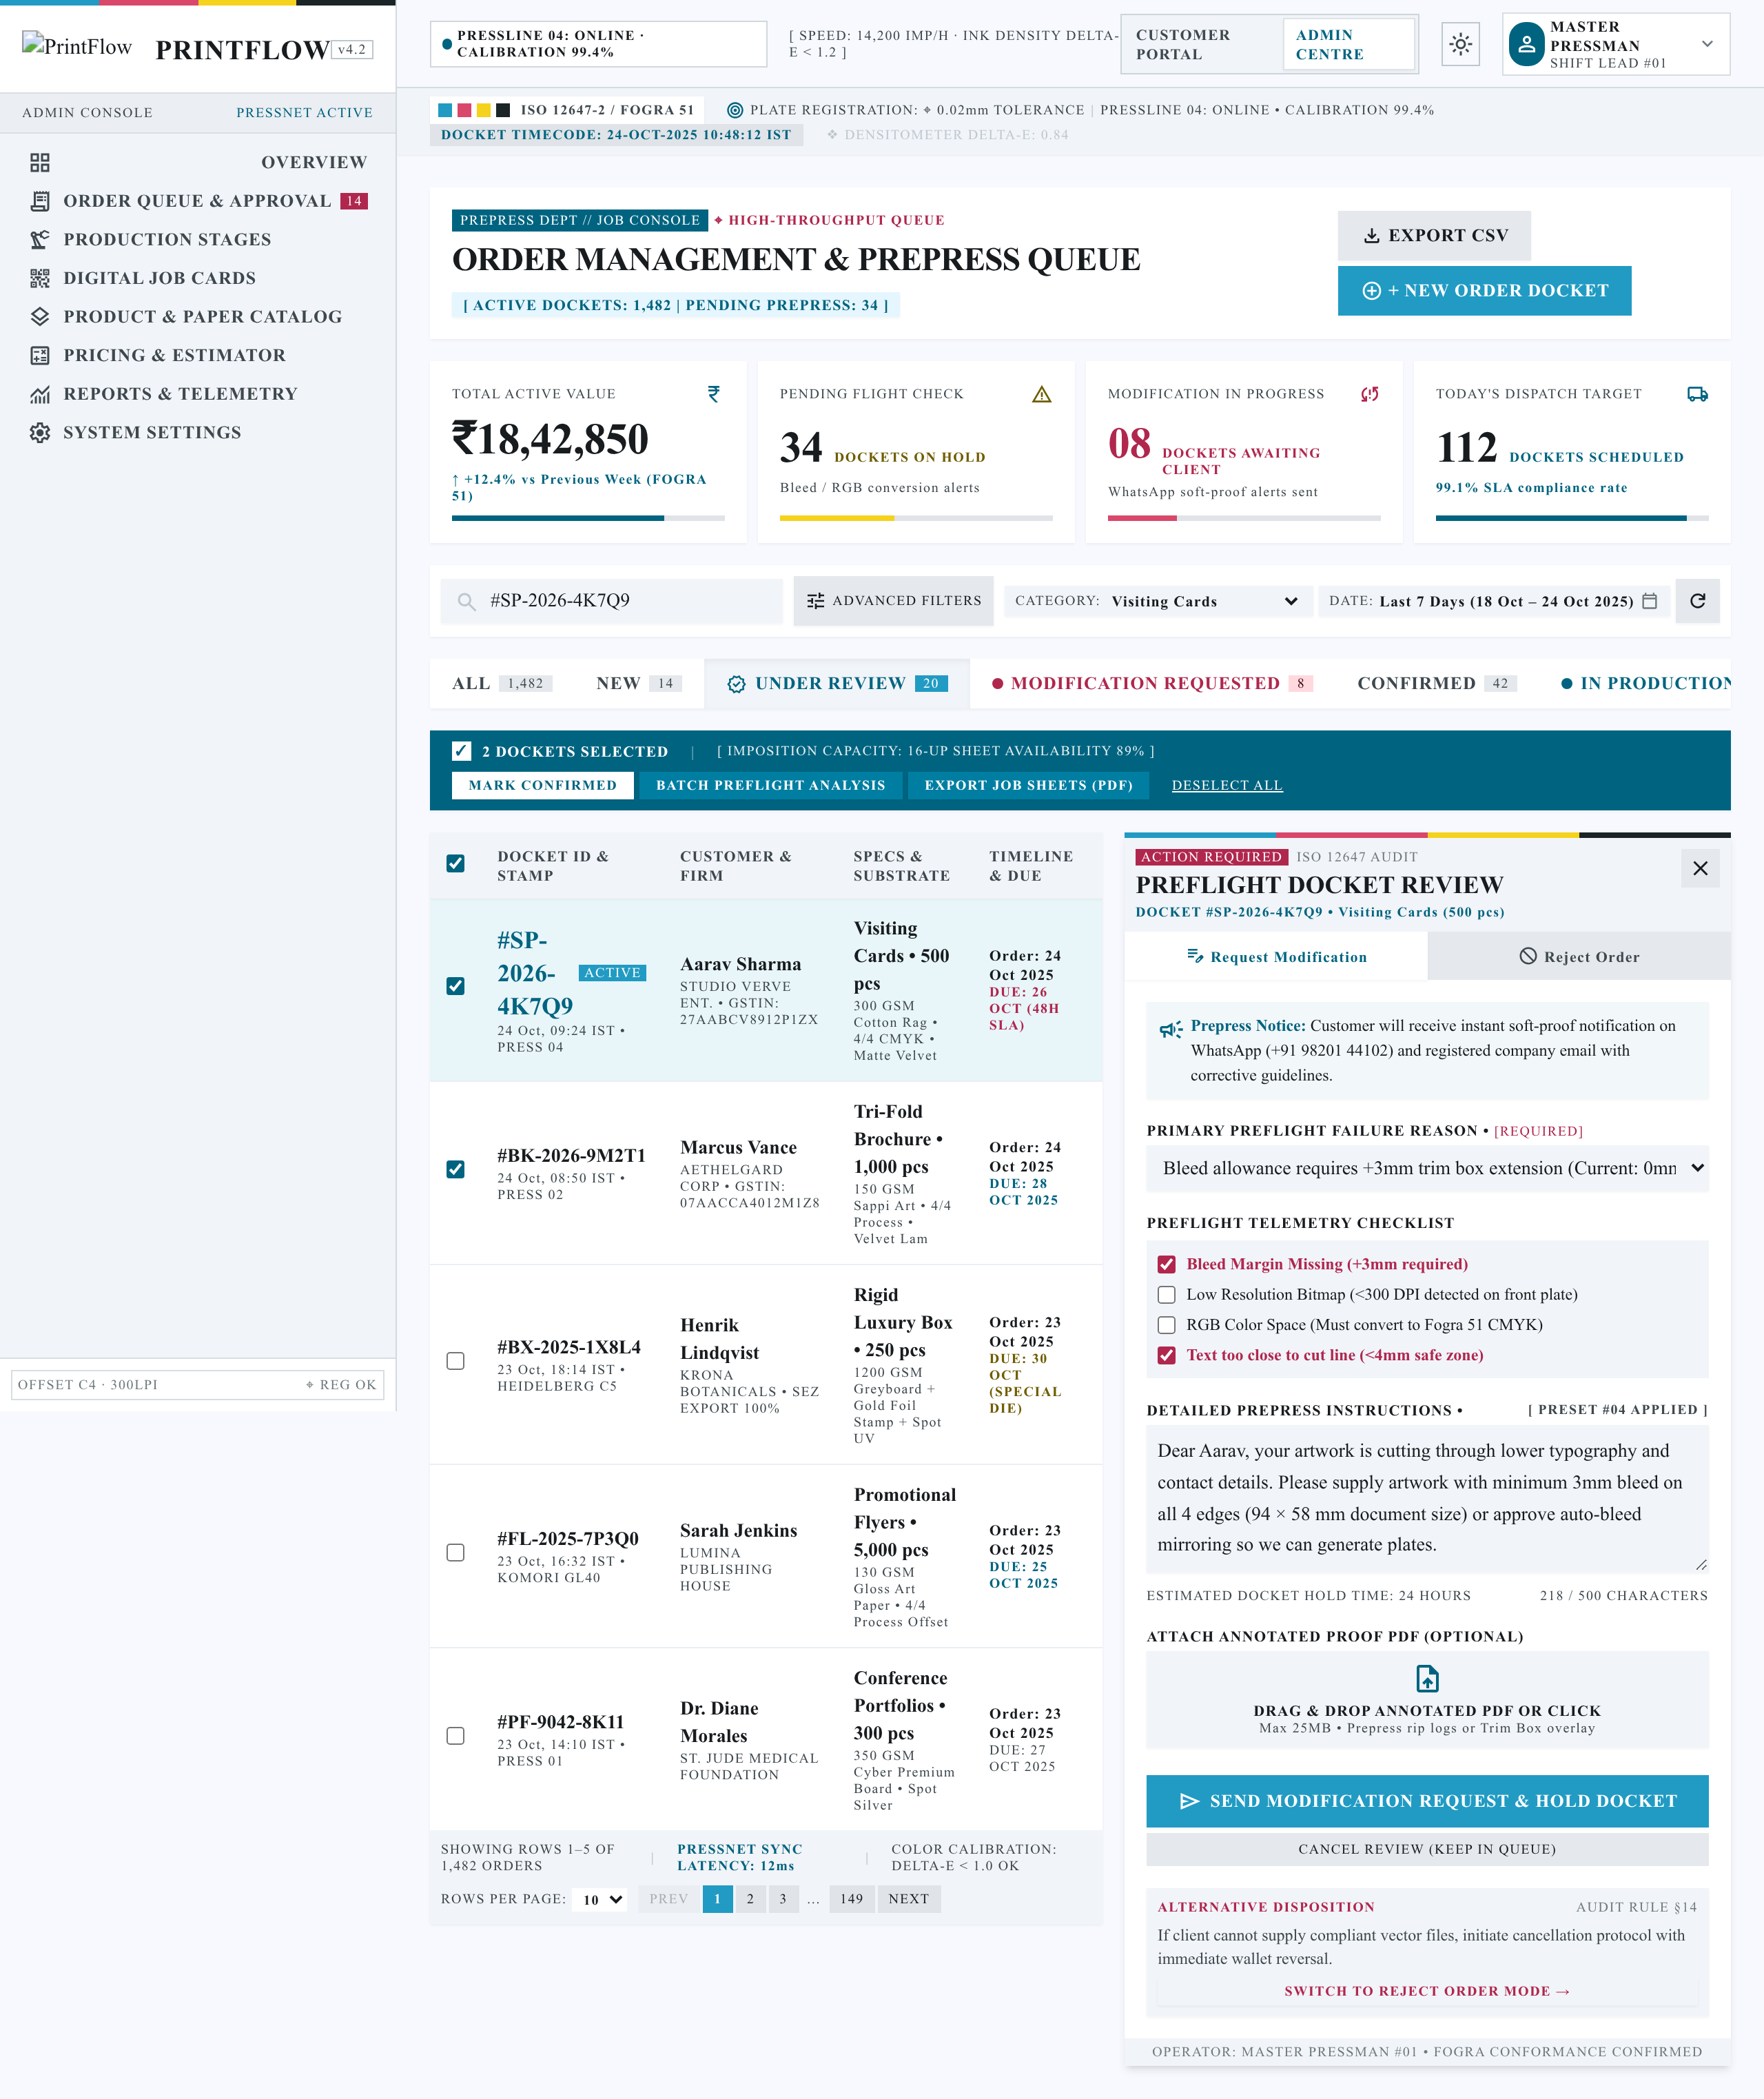 PrintFlow
PRINTFLOW v4.2
ADMIN CONSOLE PRESSNET ACTIVE
OVERVIEW
ORDER QUEUE & APPROVAL 14
PRODUCTION STAGES
DIGITAL JOB CARDS
PRODUCT & PAPER CATALOG
PRICING & ESTIMATOR
REPORTS & TELEMETRY
SYSTEM SETTINGS
OFFSET C4 · 300LPI ⌖ REG OK
PRESSLINE 04: ONLINE ·
CALIBRATION 99.4%
[ SPEED: 14,200 IMP/H · INK DENSITY DELTA-
E < 1.2 ]
CUSTOMER
PORTAL
ADMIN
CENTRE
MASTER
PRESSMAN
SHIFT LEAD #01
ISO 12647-2 / FOGRA 51
PLATE REGISTRATION: ⌖ 0.02mm TOLERANCE | PRESSLINE 04: ONLINE • CALIBRATION 99.4%
DOCKET TIMECODE: 24-OCT-2025 10:48:12 IST
❖ DENSITOMETER DELTA-E: 0.84
PREPRESS DEPT // JOB CONSOLE ⌖ HIGH-THROUGHPUT QUEUE
ORDER MANAGEMENT & PREPRESS QUEUE
[ ACTIVE DOCKETS: 1,482 | PENDING PREPRESS: 34 ]
EXPORT CSV
+ NEW ORDER DOCKET
TOTAL ACTIVE VALUE ₹
₹18,42,850
↑ +12.4% vs Previous Week (FOGRA
51)
PENDING FLIGHT CHECK
34 DOCKETS ON HOLD
Bleed / RGB conversion alerts
MODIFICATION IN PROGRESS
08 DOCKETS AWAITING
CLIENT
WhatsApp soft-proof alerts sent
TODAY'S DISPATCH TARGET
112 DOCKETS SCHEDULED
99.1% SLA compliance rate
#SP-2026-4K7Q9
ADVANCED FILTERS
CATEGORY: Visiting Cards
DATE: Last 7 Days (18 Oct – 24 Oct 2025)
ALL 1,482
NEW 14
UNDER REVIEW 20
MODIFICATION REQUESTED 8
CONFIRMED 42
IN PRODUCTION
✓ 2 DOCKETS SELECTED | [ IMPOSITION CAPACITY: 16-UP SHEET AVAILABILITY 89% ]
MARK CONFIRMED BATCH PREFLIGHT ANALYSIS EXPORT JOB SHEETS (PDF) DESELECT ALL
DOCKET ID &
STAMP
CUSTOMER &
FIRM
SPECS &
SUBSTRATE
TIMELINE
& DUE
#SP-
2026-
4K7Q9
ACTIVE
24 Oct, 09:24 IST •
PRESS 04
Aarav Sharma
STUDIO VERVE
ENT. • GSTIN:
27AABCV8912P1ZX
Visiting
Cards • 500
pcs
300 GSM
Cotton Rag •
4/4 CMYK •
Matte Velvet
Order: 24
Oct 2025
DUE: 26
OCT (48H
SLA)
#BK-2026-9M2T1
24 Oct, 08:50 IST •
PRESS 02
Marcus Vance
AETHELGARD
CORP • GSTIN:
07AACCA4012M1Z8
Tri-Fold
Brochure •
1,000 pcs
150 GSM
Sappi Art • 4/4
Process •
Velvet Lam
Order: 24
Oct 2025
DUE: 28
OCT 2025
#BX-2025-1X8L4
23 Oct, 18:14 IST •
HEIDELBERG C5
Henrik
Lindqvist
KRONA
BOTANICALS • SEZ
EXPORT 100%
Rigid
Luxury Box
• 250 pcs
1200 GSM
Greyboard +
Gold Foil
Stamp + Spot
UV
Order: 23
Oct 2025
DUE: 30
OCT
(SPECIAL
DIE)
#FL-2025-7P3Q0
23 Oct, 16:32 IST •
KOMORI GL40
Sarah Jenkins
LUMINA
PUBLISHING
HOUSE
Promotional
Flyers •
5,000 pcs
130 GSM
Gloss Art
Paper • 4/4
Process Offset
Order: 23
Oct 2025
DUE: 25
OCT 2025
#PF-9042-8K11
23 Oct, 14:10 IST •
PRESS 01
Dr. Diane
Morales
ST. JUDE MEDICAL
FOUNDATION
Conference
Portfolios •
300 pcs
350 GSM
Cyber Premium
Board • Spot
Silver
Order: 23
Oct 2025
DUE: 27
OCT 2025
SHOWING ROWS 1–5 OF
1,482 ORDERS
|
PRESSNET SYNC
LATENCY: 12ms
|
COLOR CALIBRATION:
DELTA-E < 1.0 OK
ROWS PER PAGE: 10 PREV 1 2 3 ... 149 NEXT
ACTION REQUIRED ISO 12647 AUDIT
PREFLIGHT DOCKET REVIEW
DOCKET #SP-2026-4K7Q9 • Visiting Cards (500 pcs)
Request Modification
Reject Order
Prepress Notice: Customer will receive instant soft-proof notification on
WhatsApp (+91 98201 44102) and registered company email with
corrective guidelines.
PRIMARY PREFLIGHT FAILURE REASON • [REQUIRED]
Bleed allowance requires +3mm trim box extension (Current: 0mm
PREFLIGHT TELEMETRY CHECKLIST
Bleed Margin Missing (+3mm required)
Low Resolution Bitmap (<300 DPI detected on front plate)
RGB Color Space (Must convert to Fogra 51 CMYK)
Text too close to cut line (<4mm safe zone)
DETAILED PREPRESS INSTRUCTIONS • [ PRESET #04 APPLIED ]
Dear Aarav, your artwork is cutting through lower typography and
contact details. Please supply artwork with minimum 3mm bleed on
all 4 edges (94 × 58 mm document size) or approve auto-bleed
mirroring so we can generate plates.
ESTIMATED DOCKET HOLD TIME: 24 HOURS 218 / 500 CHARACTERS
ATTACH ANNOTATED PROOF PDF (OPTIONAL)
DRAG & DROP ANNOTATED PDF OR CLICK
Max 25MB • Prepress rip logs or Trim Box overlay
SEND MODIFICATION REQUEST & HOLD DOCKET
CANCEL REVIEW (KEEP IN QUEUE)
ALTERNATIVE DISPOSITION AUDIT RULE §14
If client cannot supply compliant vector files, initiate cancellation protocol with
immediate wallet reversal.
SWITCH TO REJECT ORDER MODE →
OPERATOR: MASTER PRESSMAN #01 • FOGRA CONFORMANCE CONFIRMED